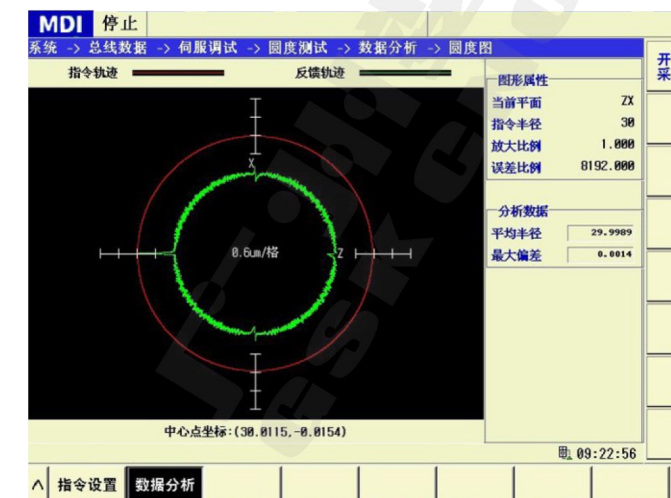 MDI 停止
系统 -> 总线数据 -> 伺服调试 -> 圆度测试 -> 数据分析 -> 圆度图
开
采
指令轨迹 反馈轨迹
图形属性
当前平面 ZX
指令半径 30
放大比例 1.000
误差比例 8192.000
X
0.6um/格 Z
分析数据
平均半径 29.9989
最大偏差 0.0014
中心点坐标:(30.0115,-0.0154)
09:22:56
∧ 指令设置 数据分析